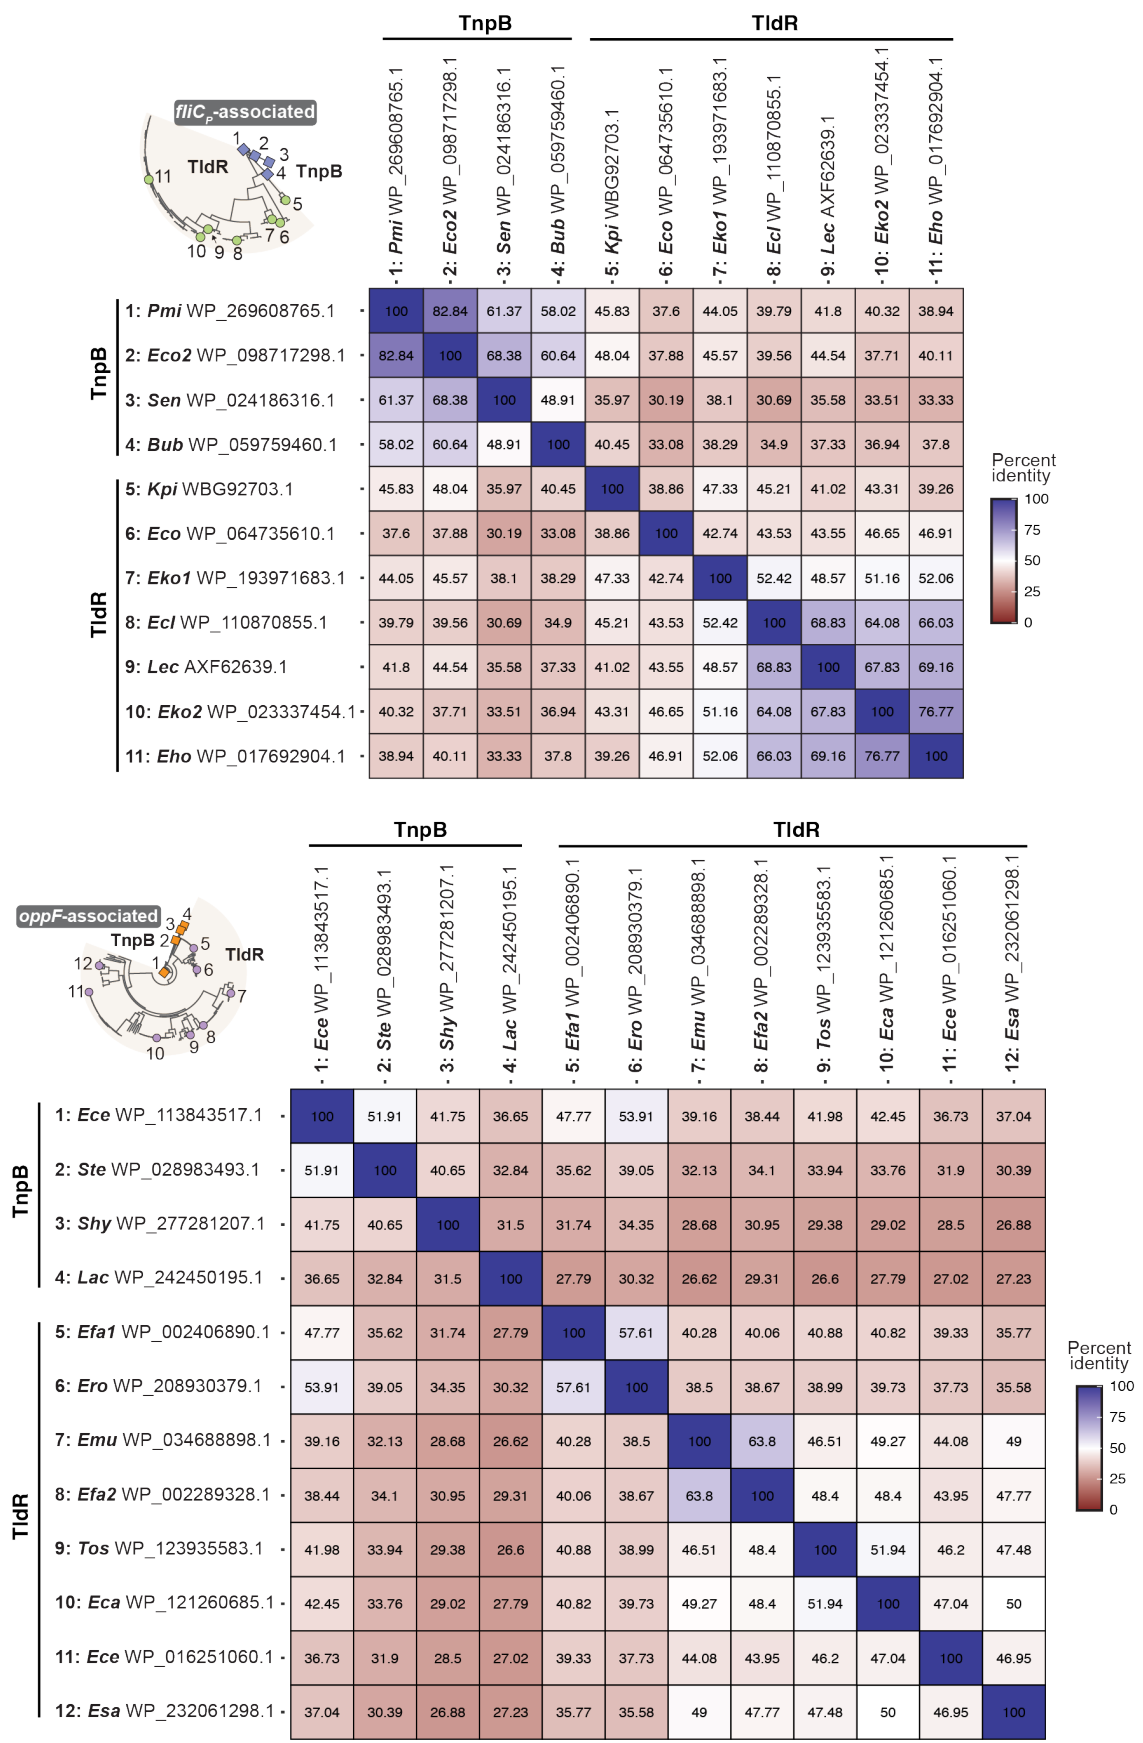 TnpB TldR
1: Pmi WP_269608765.1
2: Eco2 WP_098717298.1
3: Sen WP_024186316.1
4: Bub WP_059759460.1
5: Kpi WBG92703.1
6: Eco WP_064735610.1
7: Eko1 WP_193971683.1
8: Ecl WP_110870855.1
9: Lec AXF62639.1
10: Eko2 WP_023337454.1
11: Eho WP_017692904.1
fliCP-associated
1 2 3 4 5 6 7 8 9 10 11
TldR TnpB
TnpB
TldR
1: Pmi WP_269608765.1 100 82.84 61.37 58.02 45.83 37.6 44.05 39.79 41.8 40.32 38.94
2: Eco2 WP_098717298.1 82.84 100 68.38 60.64 48.04 37.88 45.57 39.56 44.54 37.71 40.11
3: Sen WP_024186316.1 61.37 68.38 100 48.91 35.97 30.19 38.1 30.69 35.58 33.51 33.33
4: Bub WP_059759460.1 58.02 60.64 48.91 100 40.45 33.08 38.29 34.9 37.33 36.94 37.8
5: Kpi WBG92703.1 45.83 48.04 35.97 40.45 100 38.86 47.33 45.21 41.02 43.31 39.26
6: Eco WP_064735610.1 37.6 37.88 30.19 33.08 38.86 100 42.74 43.53 43.55 46.65 46.91
7: Eko1 WP_193971683.1 44.05 45.57 38.1 38.29 47.33 42.74 100 52.42 48.57 51.16 52.06
8: Ecl WP_110870855.1 39.79 39.56 30.69 34.9 45.21 43.53 52.42 100 68.83 64.08 66.03
9: Lec AXF62639.1 41.8 44.54 35.58 37.33 41.02 43.55 48.57 68.83 100 67.83 69.16
10: Eko2 WP_023337454.1 40.32 37.71 33.51 36.94 43.31 46.65 51.16 64.08 67.83 100 76.77
11: Eho WP_017692904.1 38.94 40.11 33.33 37.8 39.26 46.91 52.06 66.03 69.16 76.77 100
Percent
identity
100
75
50
25
0
TnpB TldR
1: Ece WP_113843517.1
2: Ste WP_028983493.1
3: Shy WP_277281207.1
4: Lac WP_242450195.1
5: Efa1 WP_002406890.1
6: Ero WP_208930379.1
7: Emu WP_034688898.1
8: Efa2 WP_002289328.1
9: Tos WP_123935583.1
10: Eca WP_121260685.1
11: Ece WP_016251060.1
12: Esa WP_232061298.1
oppF-associated
TnpB TldR
1 2 3 4 5 6 7 8 9 10 11 12
TnpB
TldR
1: Ece WP_113843517.1 100 51.91 41.75 36.65 47.77 53.91 39.16 38.44 41.98 42.45 36.73 37.04
2: Ste WP_028983493.1 51.91 100 40.65 32.84 35.62 39.05 32.13 34.1 33.94 33.76 31.9 30.39
3: Shy WP_277281207.1 41.75 40.65 100 31.5 31.74 34.35 28.68 30.95 29.38 29.02 28.5 26.88
4: Lac WP_242450195.1 36.65 32.84 31.5 100 27.79 30.32 26.62 29.31 26.6 27.79 27.02 27.23
5: Efa1 WP_002406890.1 47.77 35.62 31.74 27.79 100 57.61 40.28 40.06 40.88 40.82 39.33 35.77
6: Ero WP_208930379.1 53.91 39.05 34.35 30.32 57.61 100 38.5 38.67 38.99 39.73 37.73 35.58
7: Emu WP_034688898.1 39.16 32.13 28.68 26.62 40.28 38.5 100 63.8 46.51 49.27 44.08 49
8: Efa2 WP_002289328.1 38.44 34.1 30.95 29.31 40.06 38.67 63.8 100 48.4 48.4 43.95 47.77
9: Tos WP_123935583.1 41.98 33.94 29.38 26.6 40.88 38.99 46.51 48.4 100 51.94 46.2 47.48
10: Eca WP_121260685.1 42.45 33.76 29.02 27.79 40.82 39.73 49.27 48.4 51.94 100 47.04 50
11: Ece WP_016251060.1 36.73 31.9 28.5 27.02 39.33 37.73 44.08 43.95 46.2 47.04 100 46.95
12: Esa WP_232061298.1 37.04 30.39 26.88 27.23 35.77 35.58 49 47.77 47.48 50 46.95 100
Percent
identity
100
75
50
25
0